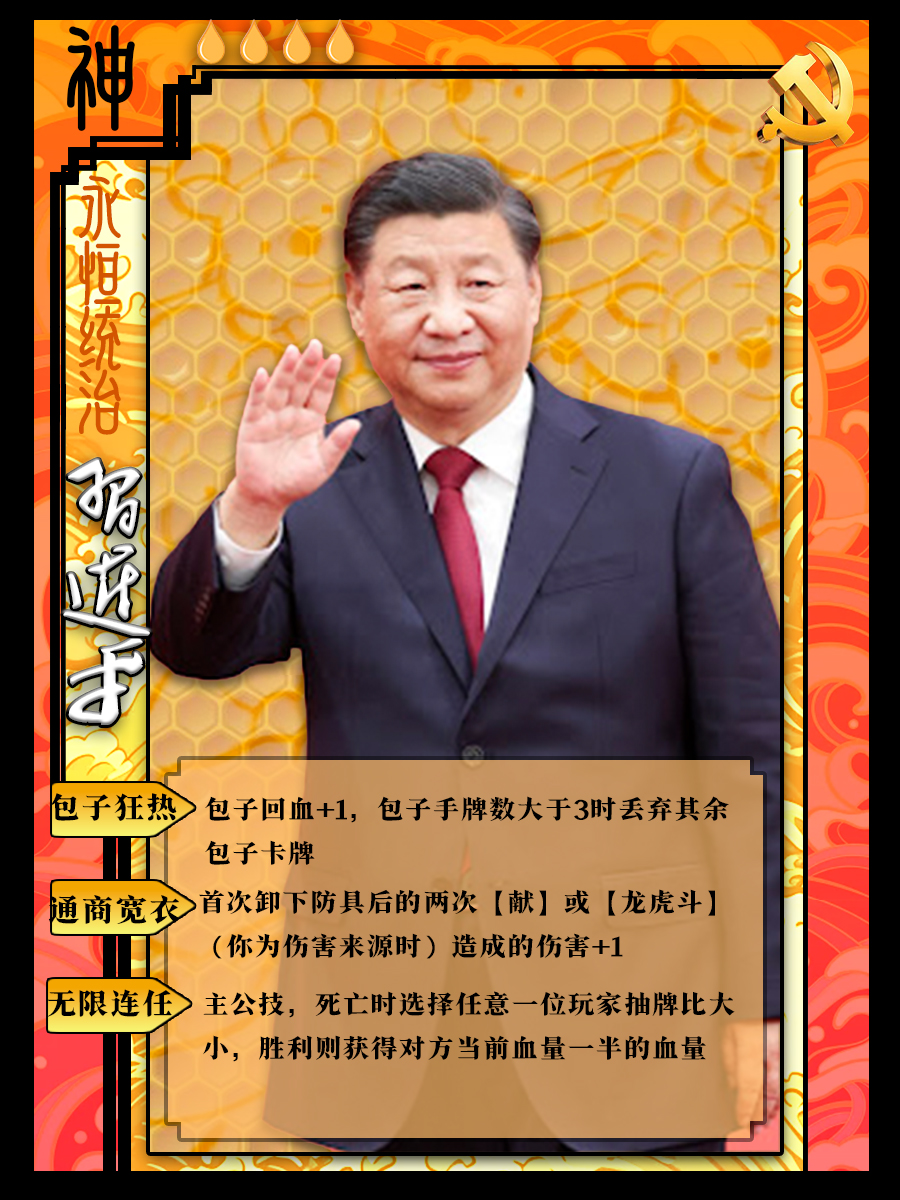 神
永恒统治
习进平
包子狂热
包子回血+1，包子手牌数大于3时丢弃其余
包子卡牌
通商宽衣
首次卸下防具后的两次【献】或【龙虎斗】
（你为伤害来源时）造成的伤害+1
无限连任
主公技，死亡时选择任意一位玩家抽牌比大
小，胜利则获得对方当前血量一半的血量